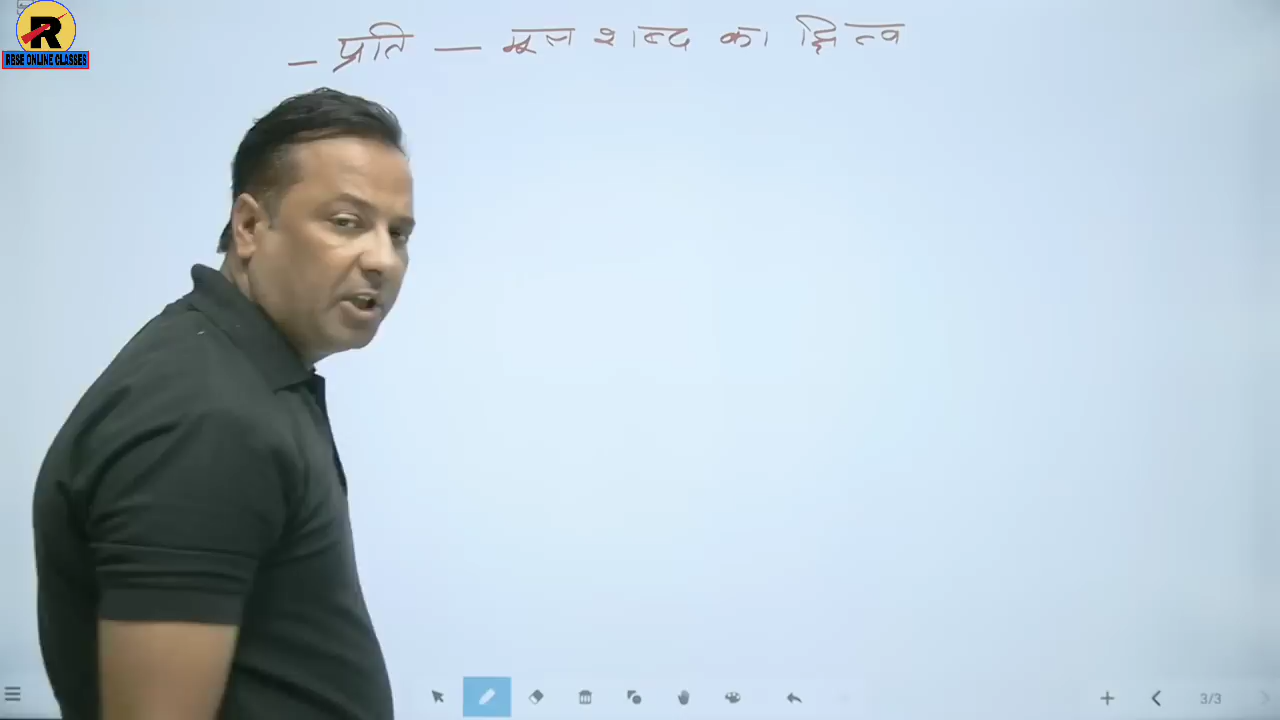 R
RBSE ONLINE CLASSES
- प्रति — मूल शब्द का द्वित्व
3/3